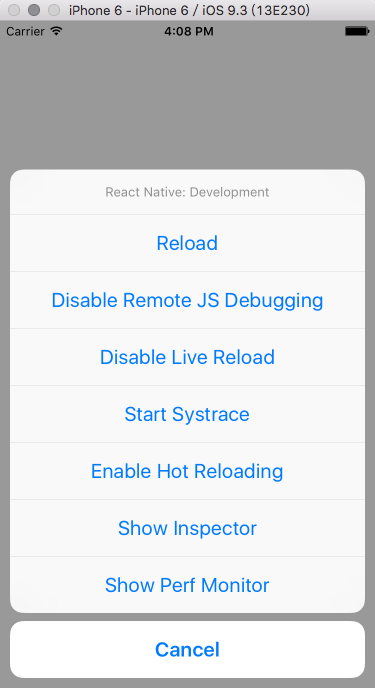 iPhone 6 - iPhone 6 / iOS 9.3 (13E230)
Carrier 4:08 PM
React Native: Development
Reload
Disable Remote JS Debugging
Disable Live Reload
Start Systrace
Enable Hot Reloading
Show Inspector
Show Perf Monitor
Cancel